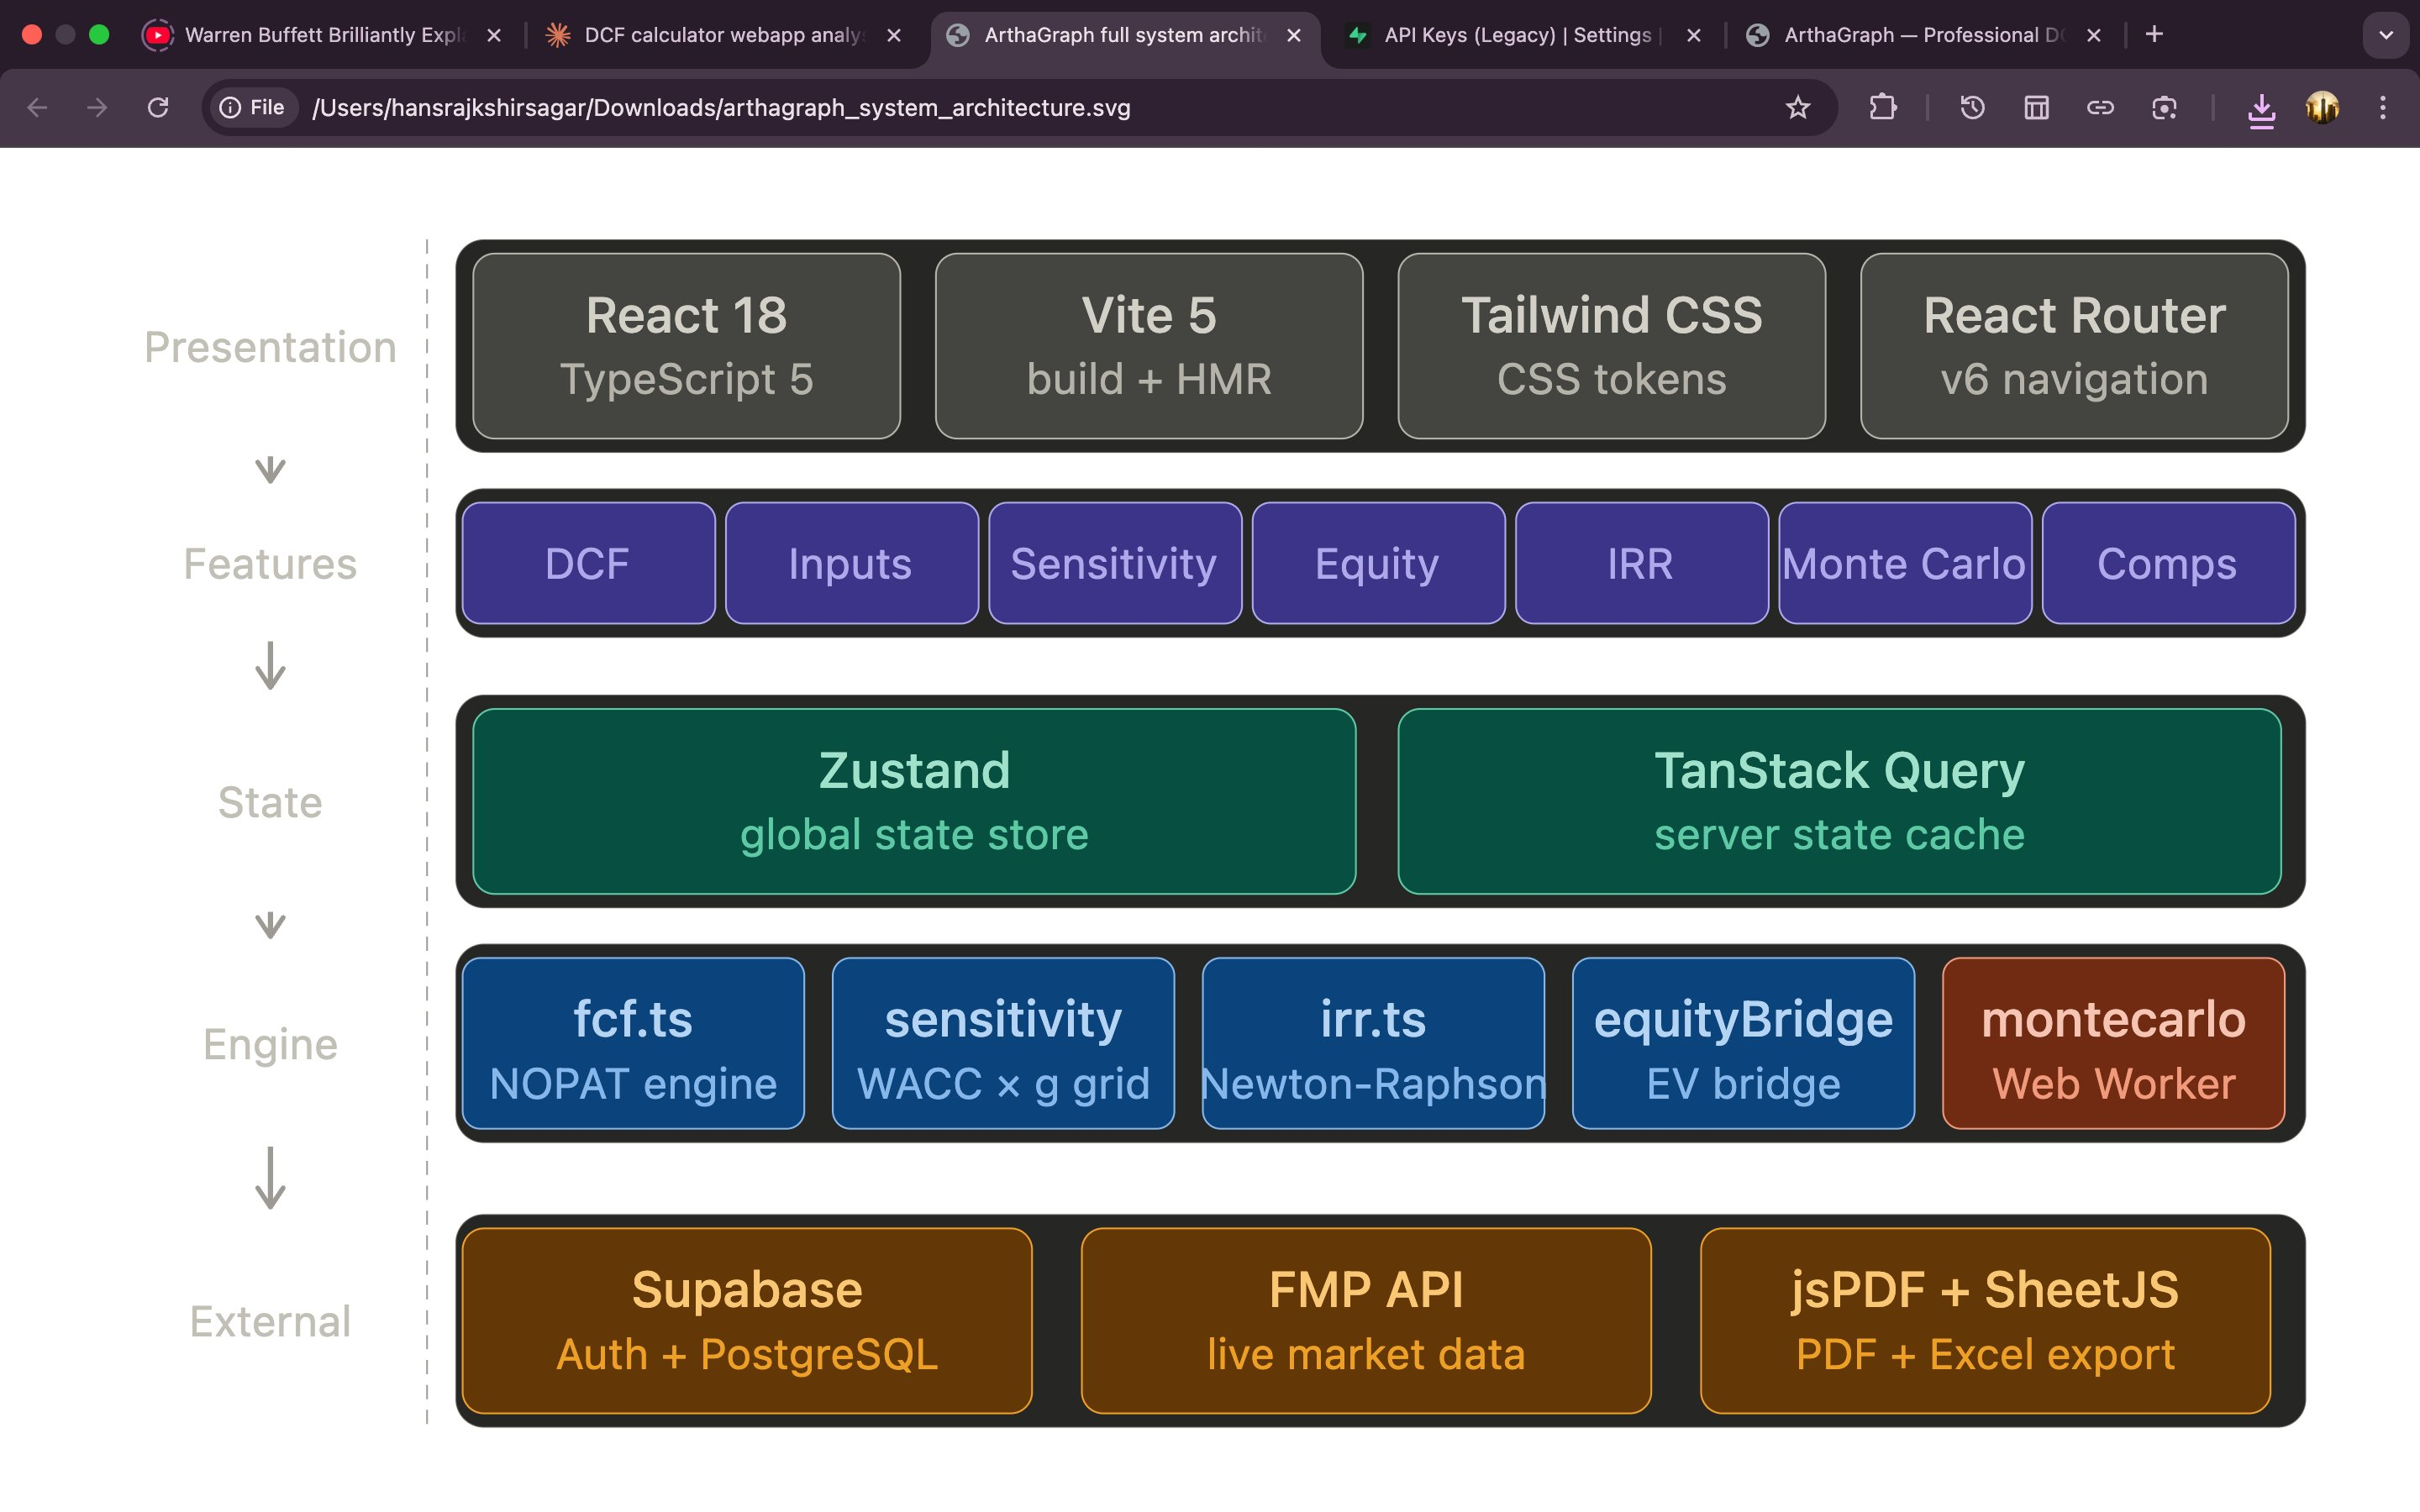 Warren Buffett Brilliantly Expl
DCF calculator webapp analy
ArthaGraph full system archit
API Keys (Legacy) | Settings |
ArthaGraph — Professional D
File
/Users/hansrajkshirsagar/Downloads/arthagraph_system_architecture.svg
Presentation
React 18
TypeScript 5
Vite 5
build + HMR
Tailwind CSS
CSS tokens
React Router
v6 navigation
Features
DCF
Inputs
Sensitivity
Equity
IRR
Monte Carlo
Comps
State
Zustand
global state store
TanStack Query
server state cache
Engine
fcf.ts
NOPAT engine
sensitivity
WACC × g grid
irr.ts
Newton-Raphson
equityBridge
EV bridge
montecarlo
Web Worker
External
Supabase
Auth + PostgreSQL
FMP API
live market data
jsPDF + SheetJS
PDF + Excel export